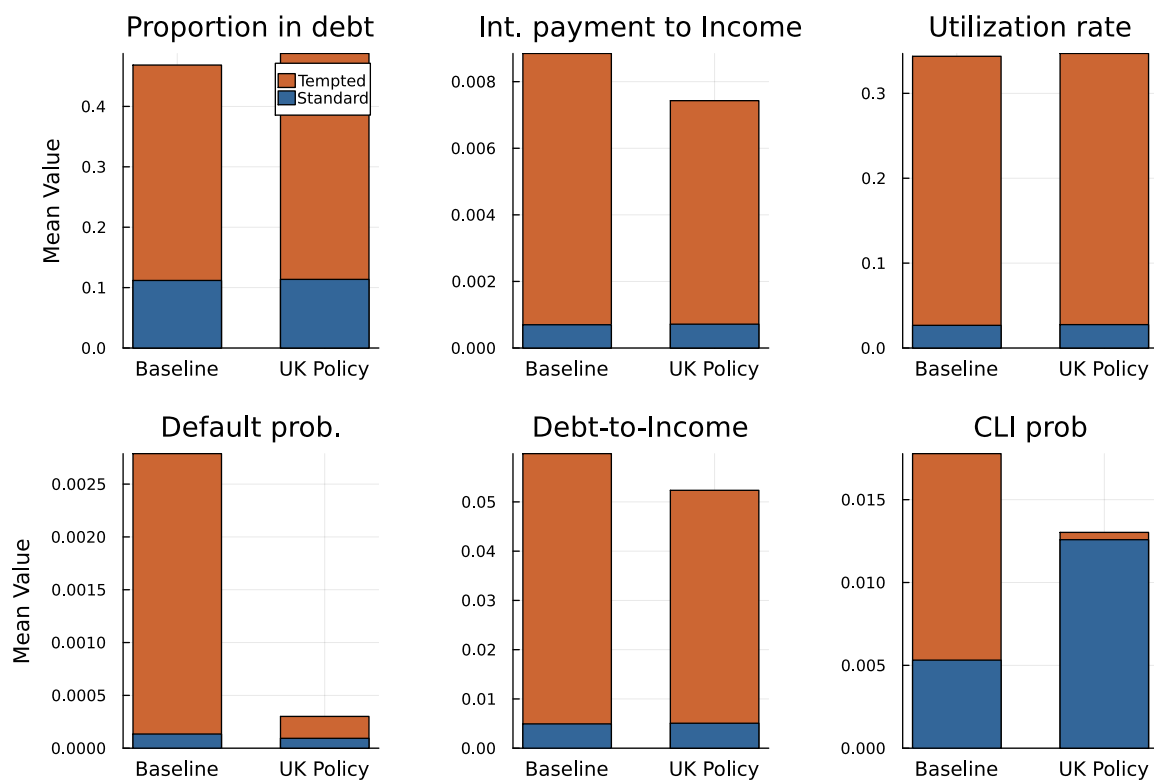 Proportion in debt
Int. payment to Income
Utilization rate
Mean Value
0.4
0.3
0.2
0.1
0.0
Tempted
Standard
Baseline
UK Policy
0.008
0.006
0.004
0.002
0.000
Baseline
UK Policy
0.3
0.2
0.1
0.0
Baseline
UK Policy
Default prob.
Debt-to-Income
CLI prob
Mean Value
0.0025
0.0020
0.0015
0.0010
0.0005
0.0000
Baseline
UK Policy
0.05
0.04
0.03
0.02
0.01
0.00
Baseline
UK Policy
0.015
0.010
0.005
0.000
Baseline
UK Policy